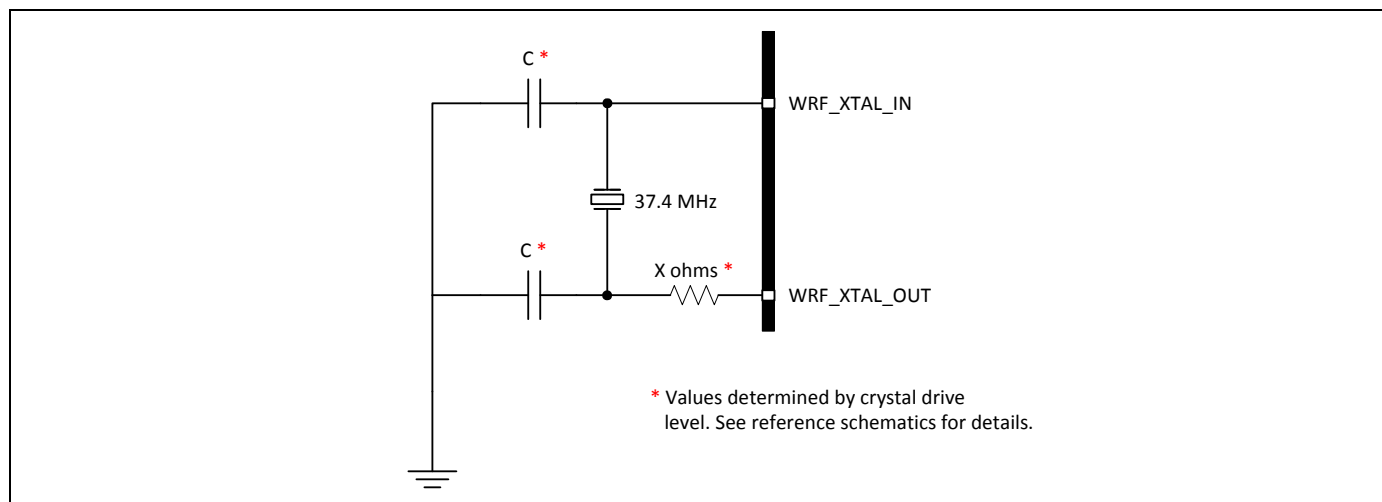 C *
WRF_XTAL_IN
37.4 MHz
C *
X ohms *
WRF_XTAL_OUT
* Values determined by crystal drive
level. See reference schematics for details.